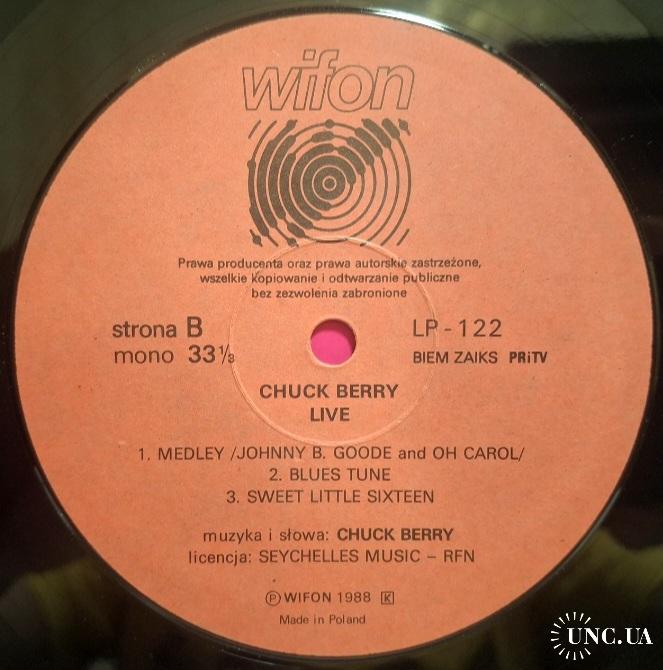 wifon
Prawa producenta oraz prawa autorskie zastrzeżone,
wszelkie kopiowanie i odtwarzanie publiczne
bez zezwolenia zabronione
strona B LP - 122
mono 33⅓ BIEM ZAIKS PRiTV
CHUCK BERRY
LIVE
1. MEDLEY /JOHNNY B. GOODE and OH CAROL/
2. BLUES TUNE
3. SWEET LITTLE SIXTEEN
muzyka i słowa: CHUCK BERRY
licencja: SEYCHELLES MUSIC – RFN
Ⓟ WIFON 1988 K
Made in Poland
UNC.UA